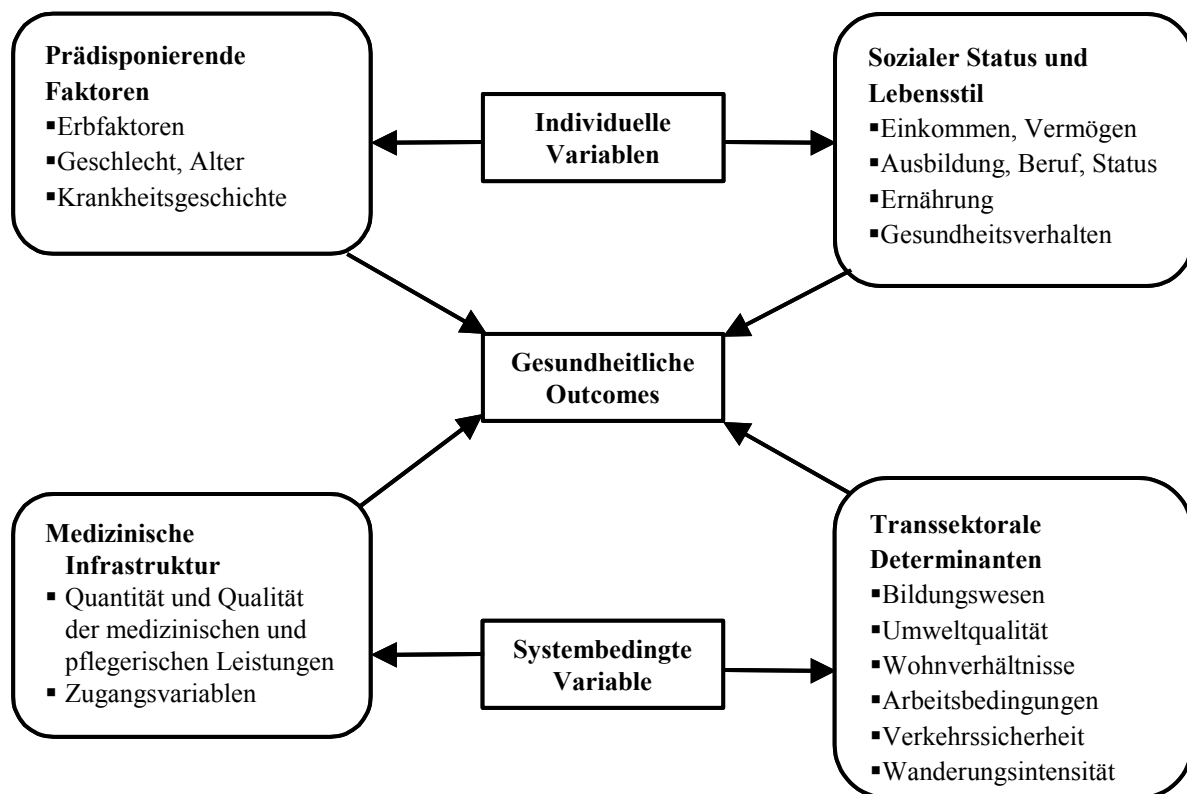 Prädisponierende
Faktoren
▪Erbfaktoren
▪Geschlecht, Alter
▪Krankheitsgeschichte
Individuelle
Variablen
Sozialer Status und
Lebensstil
▪Einkommen, Vermögen
▪Ausbildung, Beruf, Status
▪Ernährung
▪Gesundheitsverhalten
Gesundheitliche
Outcomes
Medizinische
Infrastruktur
▪ Quantität und Qualität
der medizinischen und
pflegerischen Leistungen
▪ Zugangsvariablen
Systembedingte
Variable
Transsektorale
Determinanten
▪Bildungswesen
▪Umweltqualität
▪Wohnverhältnisse
▪Arbeitsbedingungen
▪Verkehrssicherheit
▪Wanderungsintensität